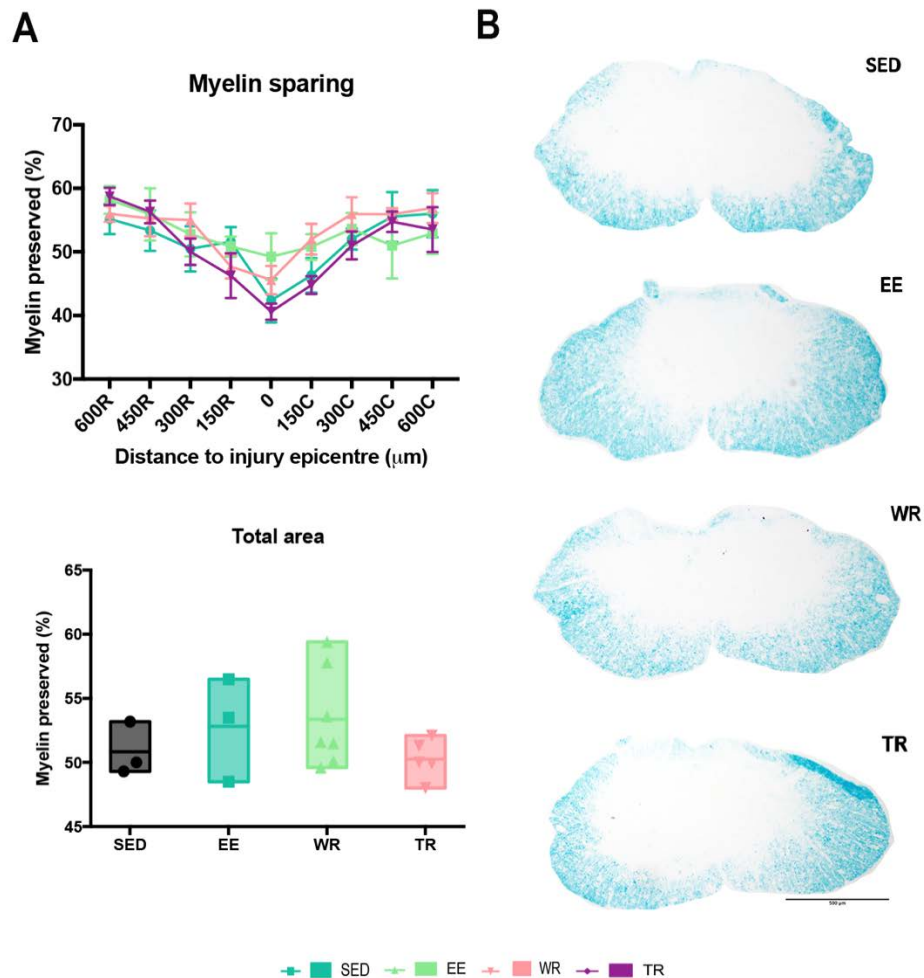 A
Myelin sparing
Myelin preserved (%)
70
60
50
40
30
600R
450R
300R
150R
0
150C
300C
450C
600C
Distance to injury epicentre (μm)
Total area
Myelin preserved (%)
65
60
55
50
45
SED
EE
WR
TR
B
SED
EE
WR
TR
500 μm
SED
EE
WR
TR